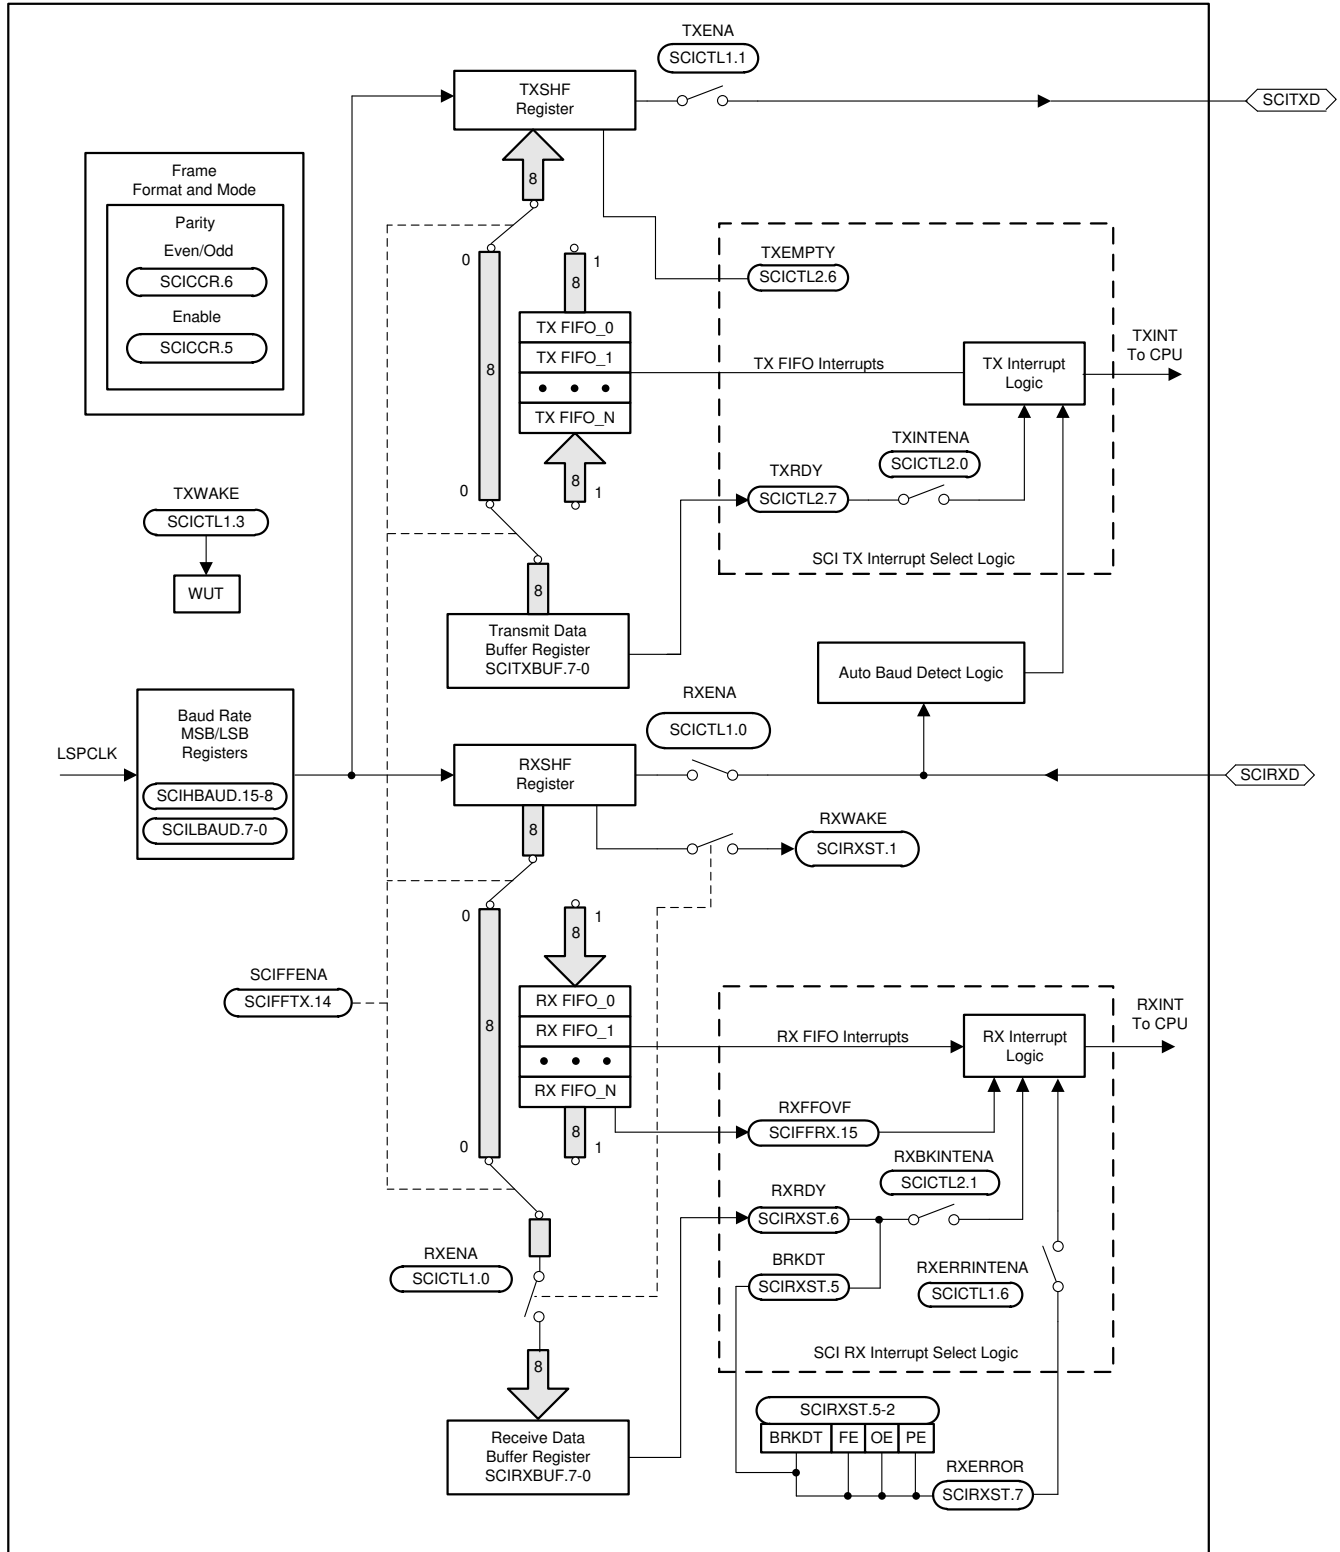 TXENA
SCICTL1.1
TXSHF
Register
SCITXD
Frame
Format and Mode
Parity
Even/Odd
SCICCR.6
Enable
SCICCR.5
8
0
1
8
TX FIFO_0
TX FIFO_1
• • •
TX FIFO_N
8
8
0
1
TXEMPTY
SCICTL2.6
TX FIFO Interrupts
TX Interrupt
Logic
TXINT
To CPU
TXINTENA
SCICTL2.0
TXRDY
SCICTL2.7
SCI TX Interrupt Select Logic
TXWAKE
SCICTL1.3
WUT
8
Transmit Data
Buffer Register
SCITXBUF.7-0
Auto Baud Detect Logic
RXENA
SCICTL1.0
LSPCLK
Baud Rate
MSB/LSB
Registers
SCIHBAUD.15-8
SCILBAUD.7-0
RXSHF
Register
SCIRXD
8
RXWAKE
SCIRXST.1
0
1
8
SCIFFENA
SCIFFTX.14
RX FIFO_0
RX FIFO_1
• • •
RX FIFO_N
8
8
0
1
RX FIFO Interrupts
RX Interrupt
Logic
RXINT
To CPU
RXFFOVF
SCIFFRX.15
RXBKINTENA
SCICTL2.1
RXRDY
SCIRXST.6
BRKDT
SCIRXST.5
RXERRINTENA
SCICTL1.6
SCI RX Interrupt Select Logic
RXENA
SCICTL1.0
8
Receive Data
Buffer Register
SCIRXBUF.7-0
SCIRXST.5-2
BRKDT FE OE PE
RXERROR
SCIRXST.7